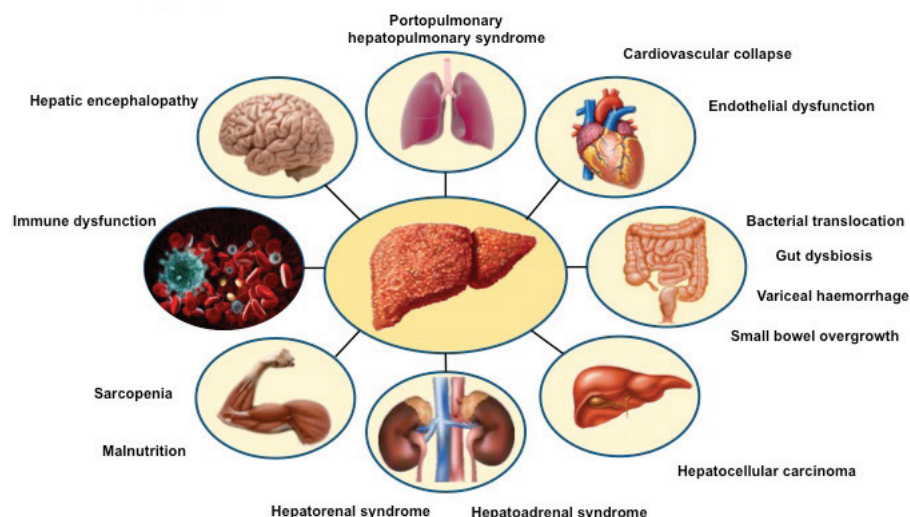 Portopulmonary
hepatopulmonary syndrome
Cardiovascular collapse
Hepatic encephalopathy
Endothelial dysfunction
Immune dysfunction
Bacterial translocation
Gut dysbiosis
Variceal haemorrhage
Small bowel overgrowth
Sarcopenia
Malnutrition
Hepatocellular carcinoma
Hepatorenal syndrome
Hepatoadrenal syndrome